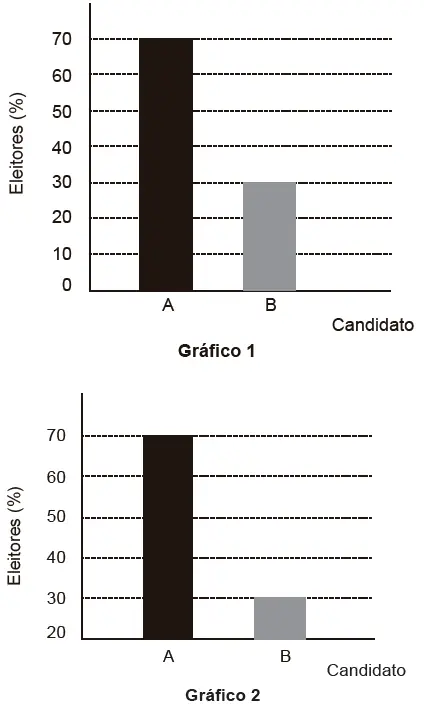 Eleitores (%)
70
60
50
40
30
20
10
0
A B
Candidato
Gráfico 1
Eleitores (%)
70
60
50
40
30
20
A B
Candidato
Gráfico 2